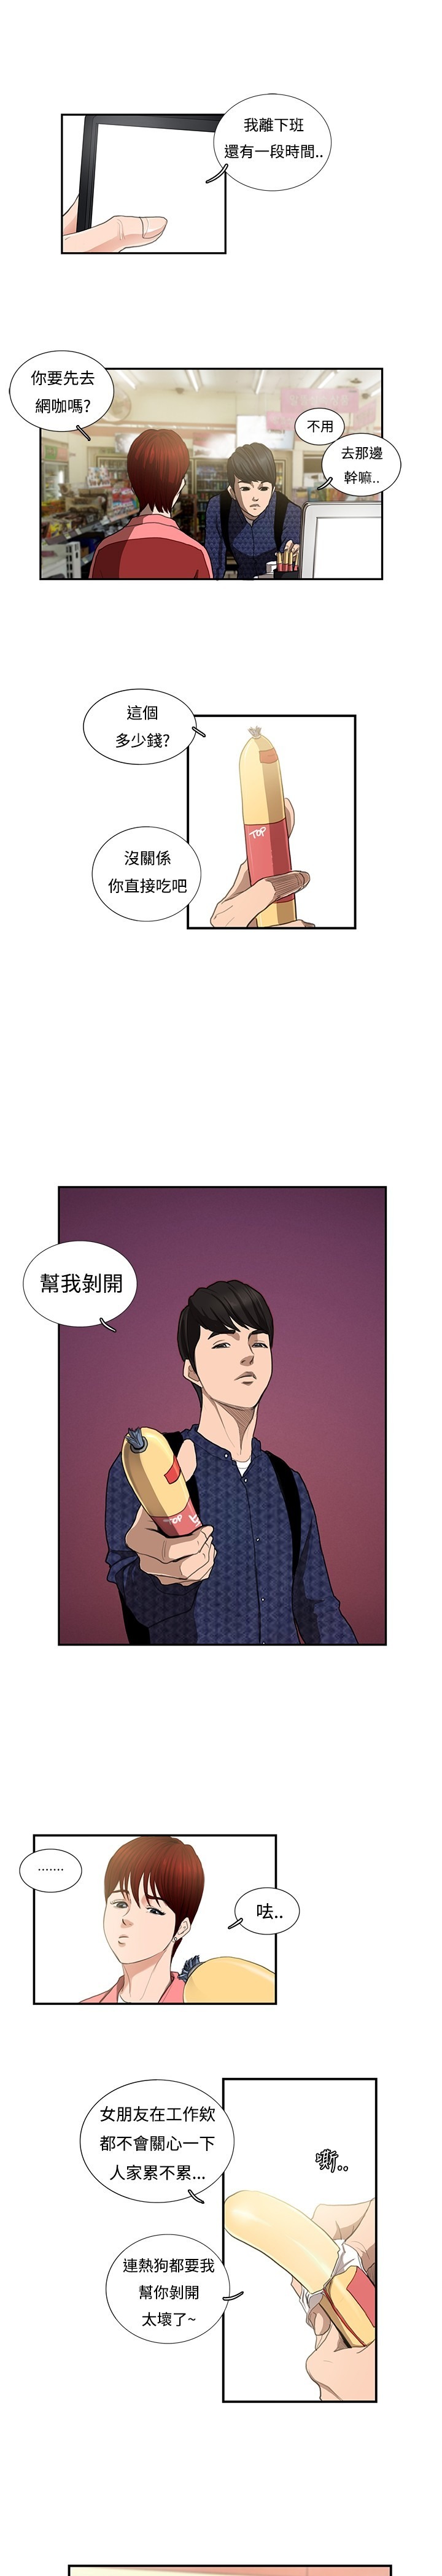 我離下班
還有一段時間..
你要先去
網咖嗎?
不用
去那邊
幹嘛..
這個
多少錢?
TOP
沒關係
你直接吃吧
幫我剝開
TOP
.......
呿..
女朋友在工作欸
都不會關心一下
人家累不累...
嘶..
連熱狗都要我
幫你剝開
太壞了~